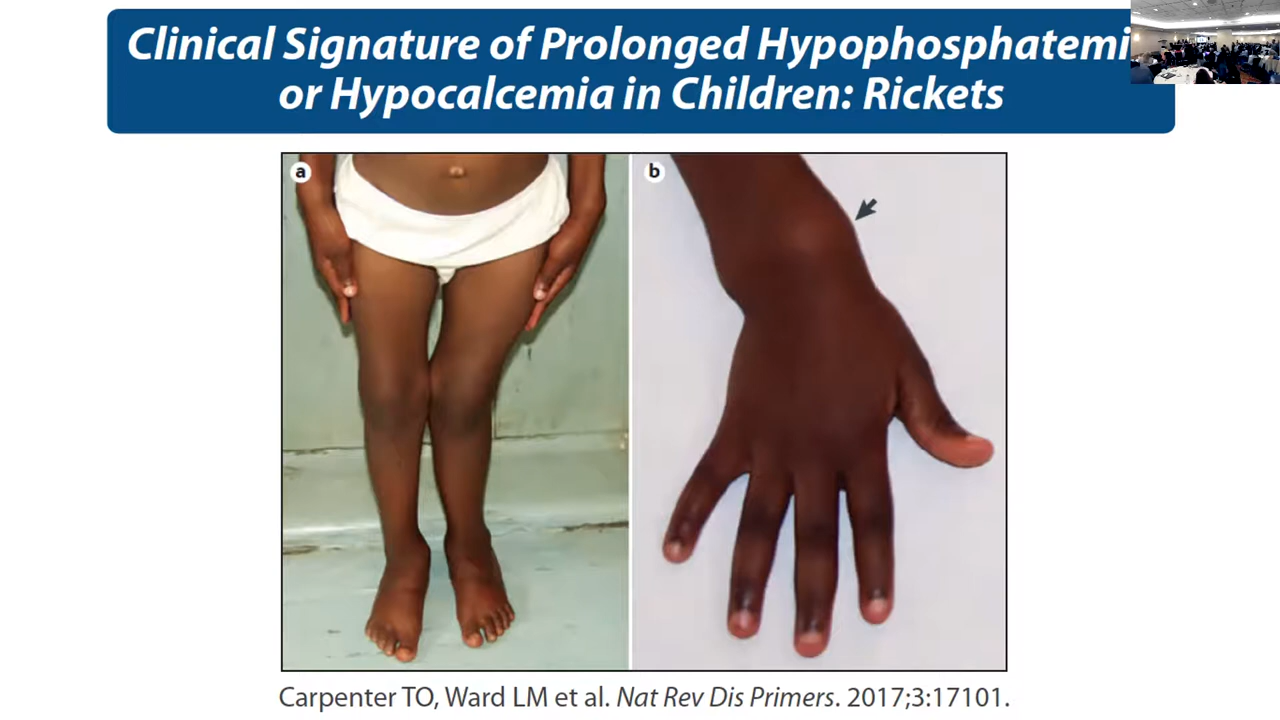 Clinical Signature of Prolonged Hypophosphatemi
or Hypocalcemia in Children: Rickets
a
b
Carpenter TO, Ward LM et al. Nat Rev Dis Primers. 2017;3:17101.